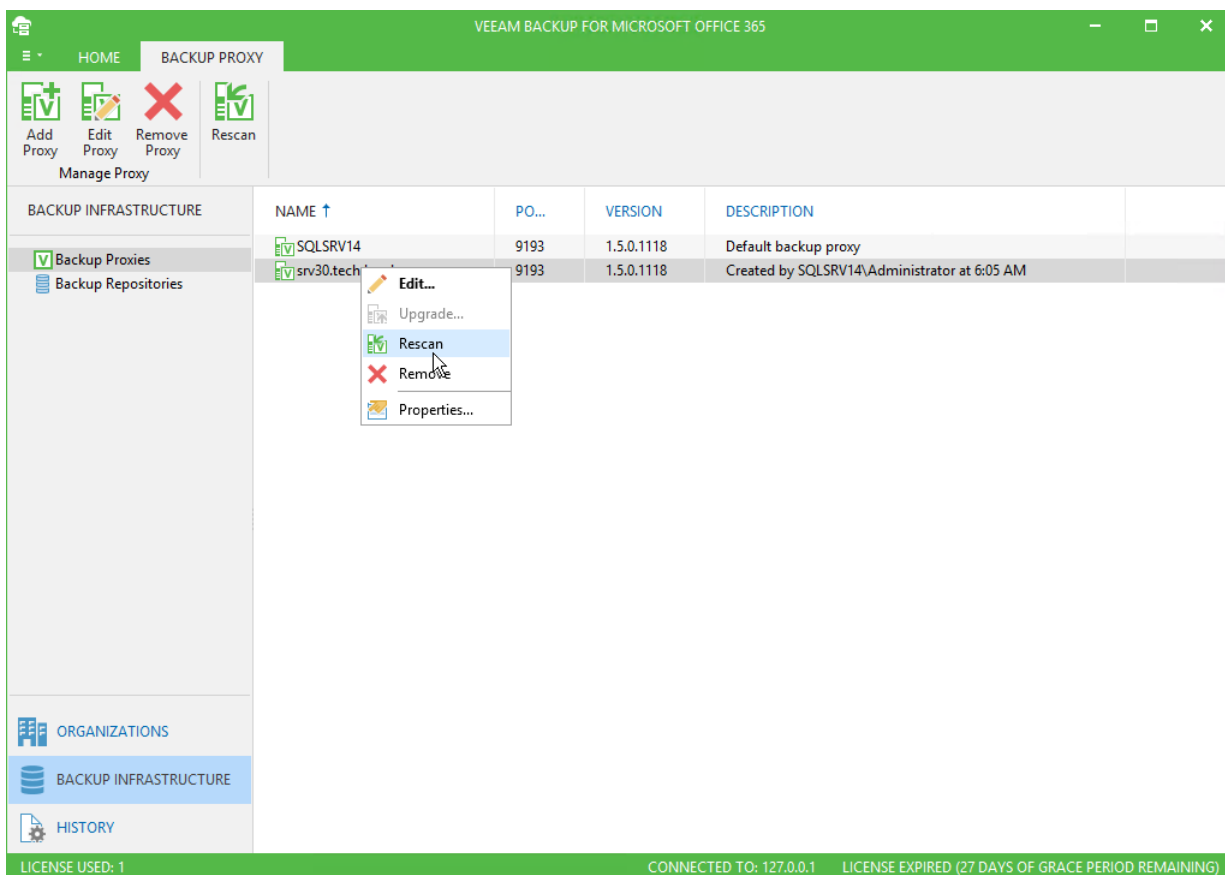 VEEAM BACKUP FOR MICROSOFT OFFICE 365
HOME BACKUP PROXY
Add Proxy
Edit Proxy
Remove Proxy
Rescan
Manage Proxy
BACKUP INFRASTRUCTURE
Backup Proxies
Backup Repositories
NAME PO... VERSION DESCRIPTION
SQLSRV14 9193 1.5.0.1118 Default backup proxy
9193 1.5.0.1118 Created by SQLSRV14\Administrator at 6:05 AM
Edit...
Upgrade...
Rescan
Remove
Properties...
ORGANIZATIONS
BACKUP INFRASTRUCTURE
HISTORY
LICENSE USED: 1 CONNECTED TO: 127.0.0.1 LICENSE EXPIRED (27 DAYS OF GRACE PERIOD REMAINING)